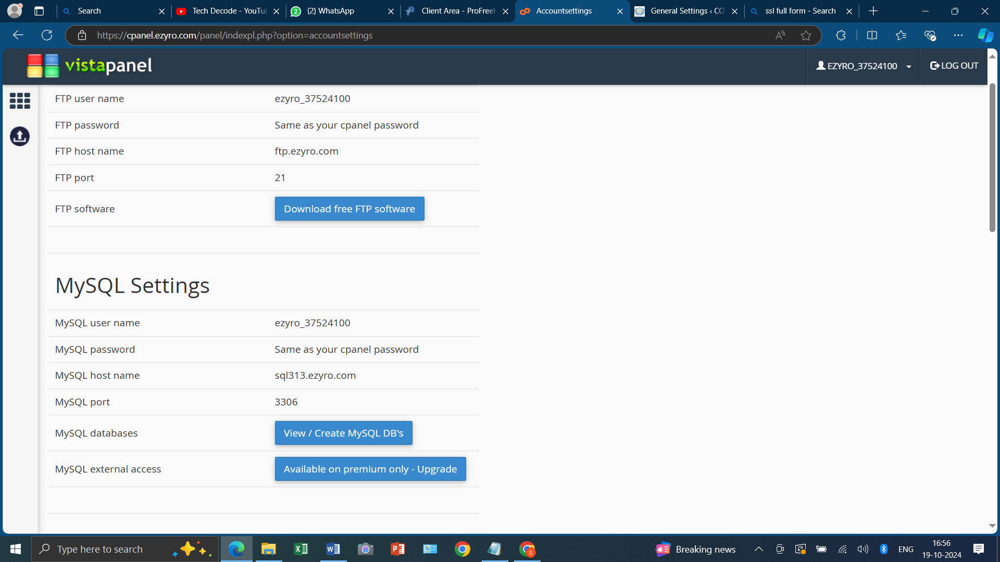 Search
Tech Decode - YouTu
(2) WhatsApp
Client Area - ProFreeH
Accountsettings
General Settings ‹ CO
ssl full form - Search
https://cpanel.ezyro.com/panel/indexpl.php?option=accountsettings
vistapanel
EZYRO_37524100
LOG OUT
FTP user name ezyro_37524100
FTP password Same as your cpanel password
FTP host name ftp.ezyro.com
FTP port 21
FTP software Download free FTP software
MySQL Settings
MySQL user name ezyro_37524100
MySQL password Same as your cpanel password
MySQL host name sql313.ezyro.com
MySQL port 3306
MySQL databases View / Create MySQL DB's
MySQL external access Available on premium only - Upgrade
Type here to search
Breaking news
ENG
16:56
19-10-2024